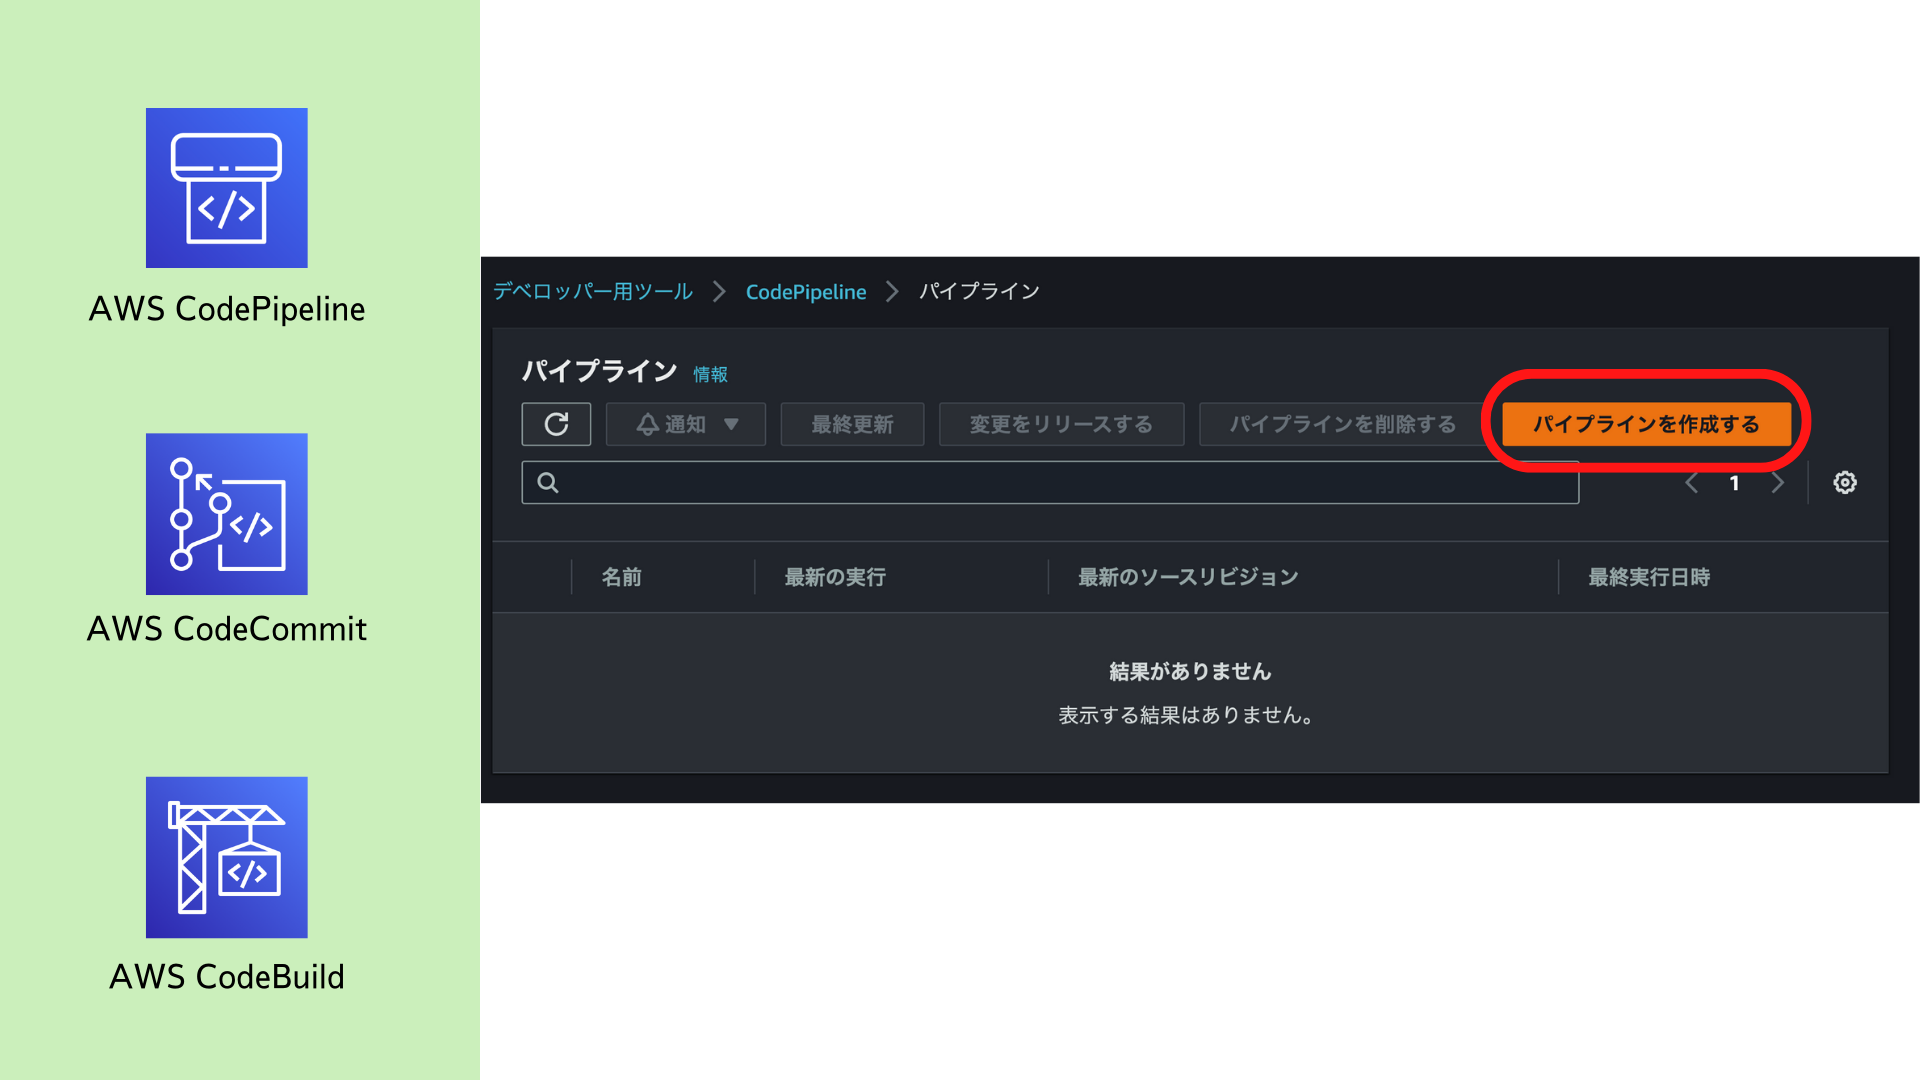 AWS CodePipeline
AWS CodeCommit
AWS CodeBuild
デベロッパー用ツール > CodePipeline > パイプライン
パイプライン 情報
通知 最終更新 変更をリリースする パイプラインを削除する パイプラインを作成する
1
名前 最新の実行 最新のソースリビジョン 最終実行日時
結果がありません
表示する結果はありません。